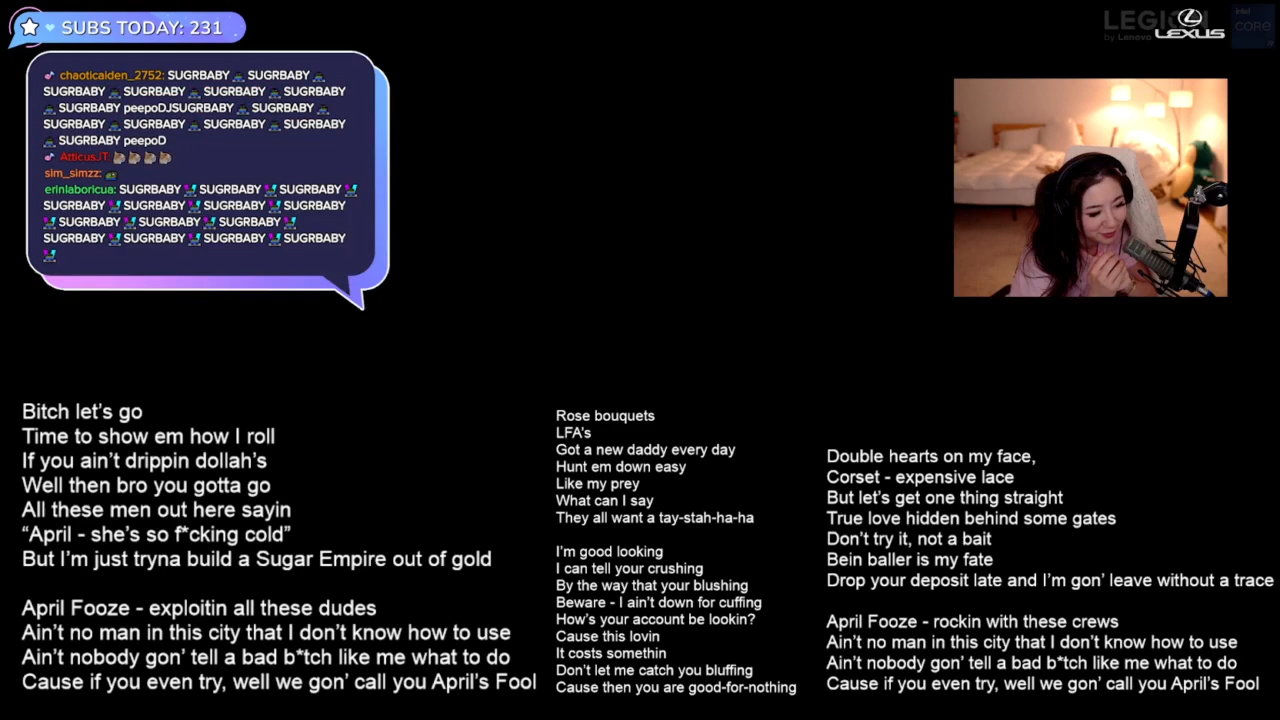 SUBS TODAY: 231
LEGION
by Lenovo
LEXUS
intel
CORE
chaoticaiden_2752: SUGRBABY SUGRBABY
SUGRBABY SUGRBABY SUGRBABY SUGRBABY
SUGRBABY peepoDJSUGRBABY SUGRBABY
SUGRBABY SUGRBABY SUGRBABY SUGRBABY
SUGRBABY peepoD
AtticusJT:
sim_simzz:
erinlaboricua: SUGRBABY SUGRBABY SUGRBABY
SUGRBABY SUGRBABY SUGRBABY SUGRBABY
SUGRBABY SUGRBABY SUGRBABY
SUGRBABY SUGRBABY SUGRBABY SUGRBABY
Bitch let's go
Time to show em how I roll
If you ain't drippin dollah's
Well then bro you gotta go
All these men out here sayin
“April - she's so f*cking cold”
But I'm just tryna build a Sugar Empire out of gold
April Fooze - exploitin all these dudes
Ain't no man in this city that I don't know how to use
Ain't nobody gon' tell a bad b*tch like me what to do
Cause if you even try, well we gon' call you April's Fool
Rose bouquets
LFA's
Got a new daddy every day
Hunt em down easy
Like my prey
What can I say
They all want a tay-stah-ha-ha
I'm good looking
I can tell your crushing
By the way that your blushing
Beware - I ain't down for cuffing
How's your account be lookin?
Cause this lovin
It costs somethin
Don't let me catch you bluffing
Cause then you are good-for-nothing
Double hearts on my face,
Corset - expensive lace
But let's get one thing straight
True love hidden behind some gates
Don't try it, not a bait
Bein baller is my fate
Drop your deposit late and I'm gon' leave without a trace
April Fooze - rockin with these crews
Ain't no man in this city that I don't know how to use
Ain't nobody gon' tell a bad b*tch like me what to do
Cause if you even try, well we gon' call you April's Fool